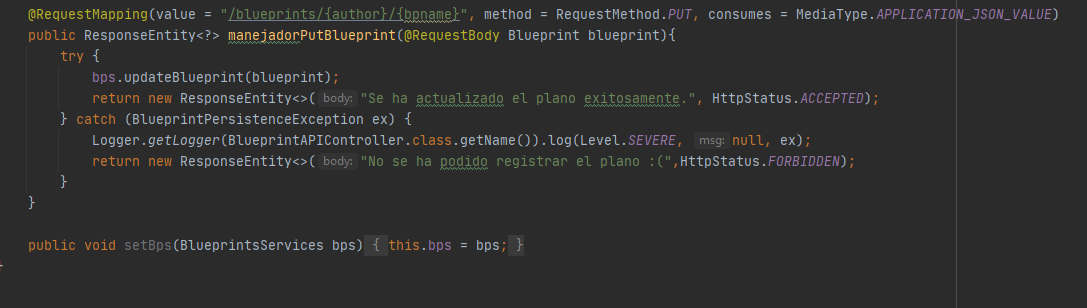 @RequestMapping(value = "/blueprints/{author}/{bpname}", method = RequestMethod.PUT, consumes = MediaType.APPLICATION_JSON_VALUE)
public ResponseEntity<?> manejadorPutBlueprint(@RequestBody Blueprint blueprint){
try {
bps.updateBlueprint(blueprint);
return new ResponseEntity<>( body: "Se ha actualizado el plano exitosamente.", HttpStatus.ACCEPTED);
} catch (BlueprintPersistenceException ex) {
Logger.getLogger(BlueprintAPIController.class.getName()).log(Level.SEVERE, msg: null, ex);
return new ResponseEntity<>( body: "No se ha podido registrar el plano :(",HttpStatus.FORBIDDEN);
}
}
public void setBps(BlueprintsServices bps) { this.bps = bps; }